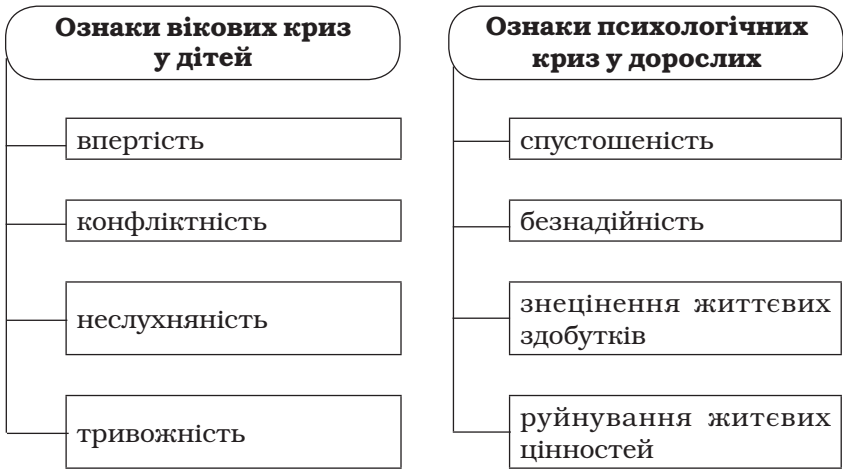 Ознаки вікових криз
у дітей
впертість
конфліктність
неслухняність
тривожність
Ознаки психологічних
криз у дорослих
спустошеність
безнадійність
знецінення життєвих
здобутків
руйнування житєвих
цінностей